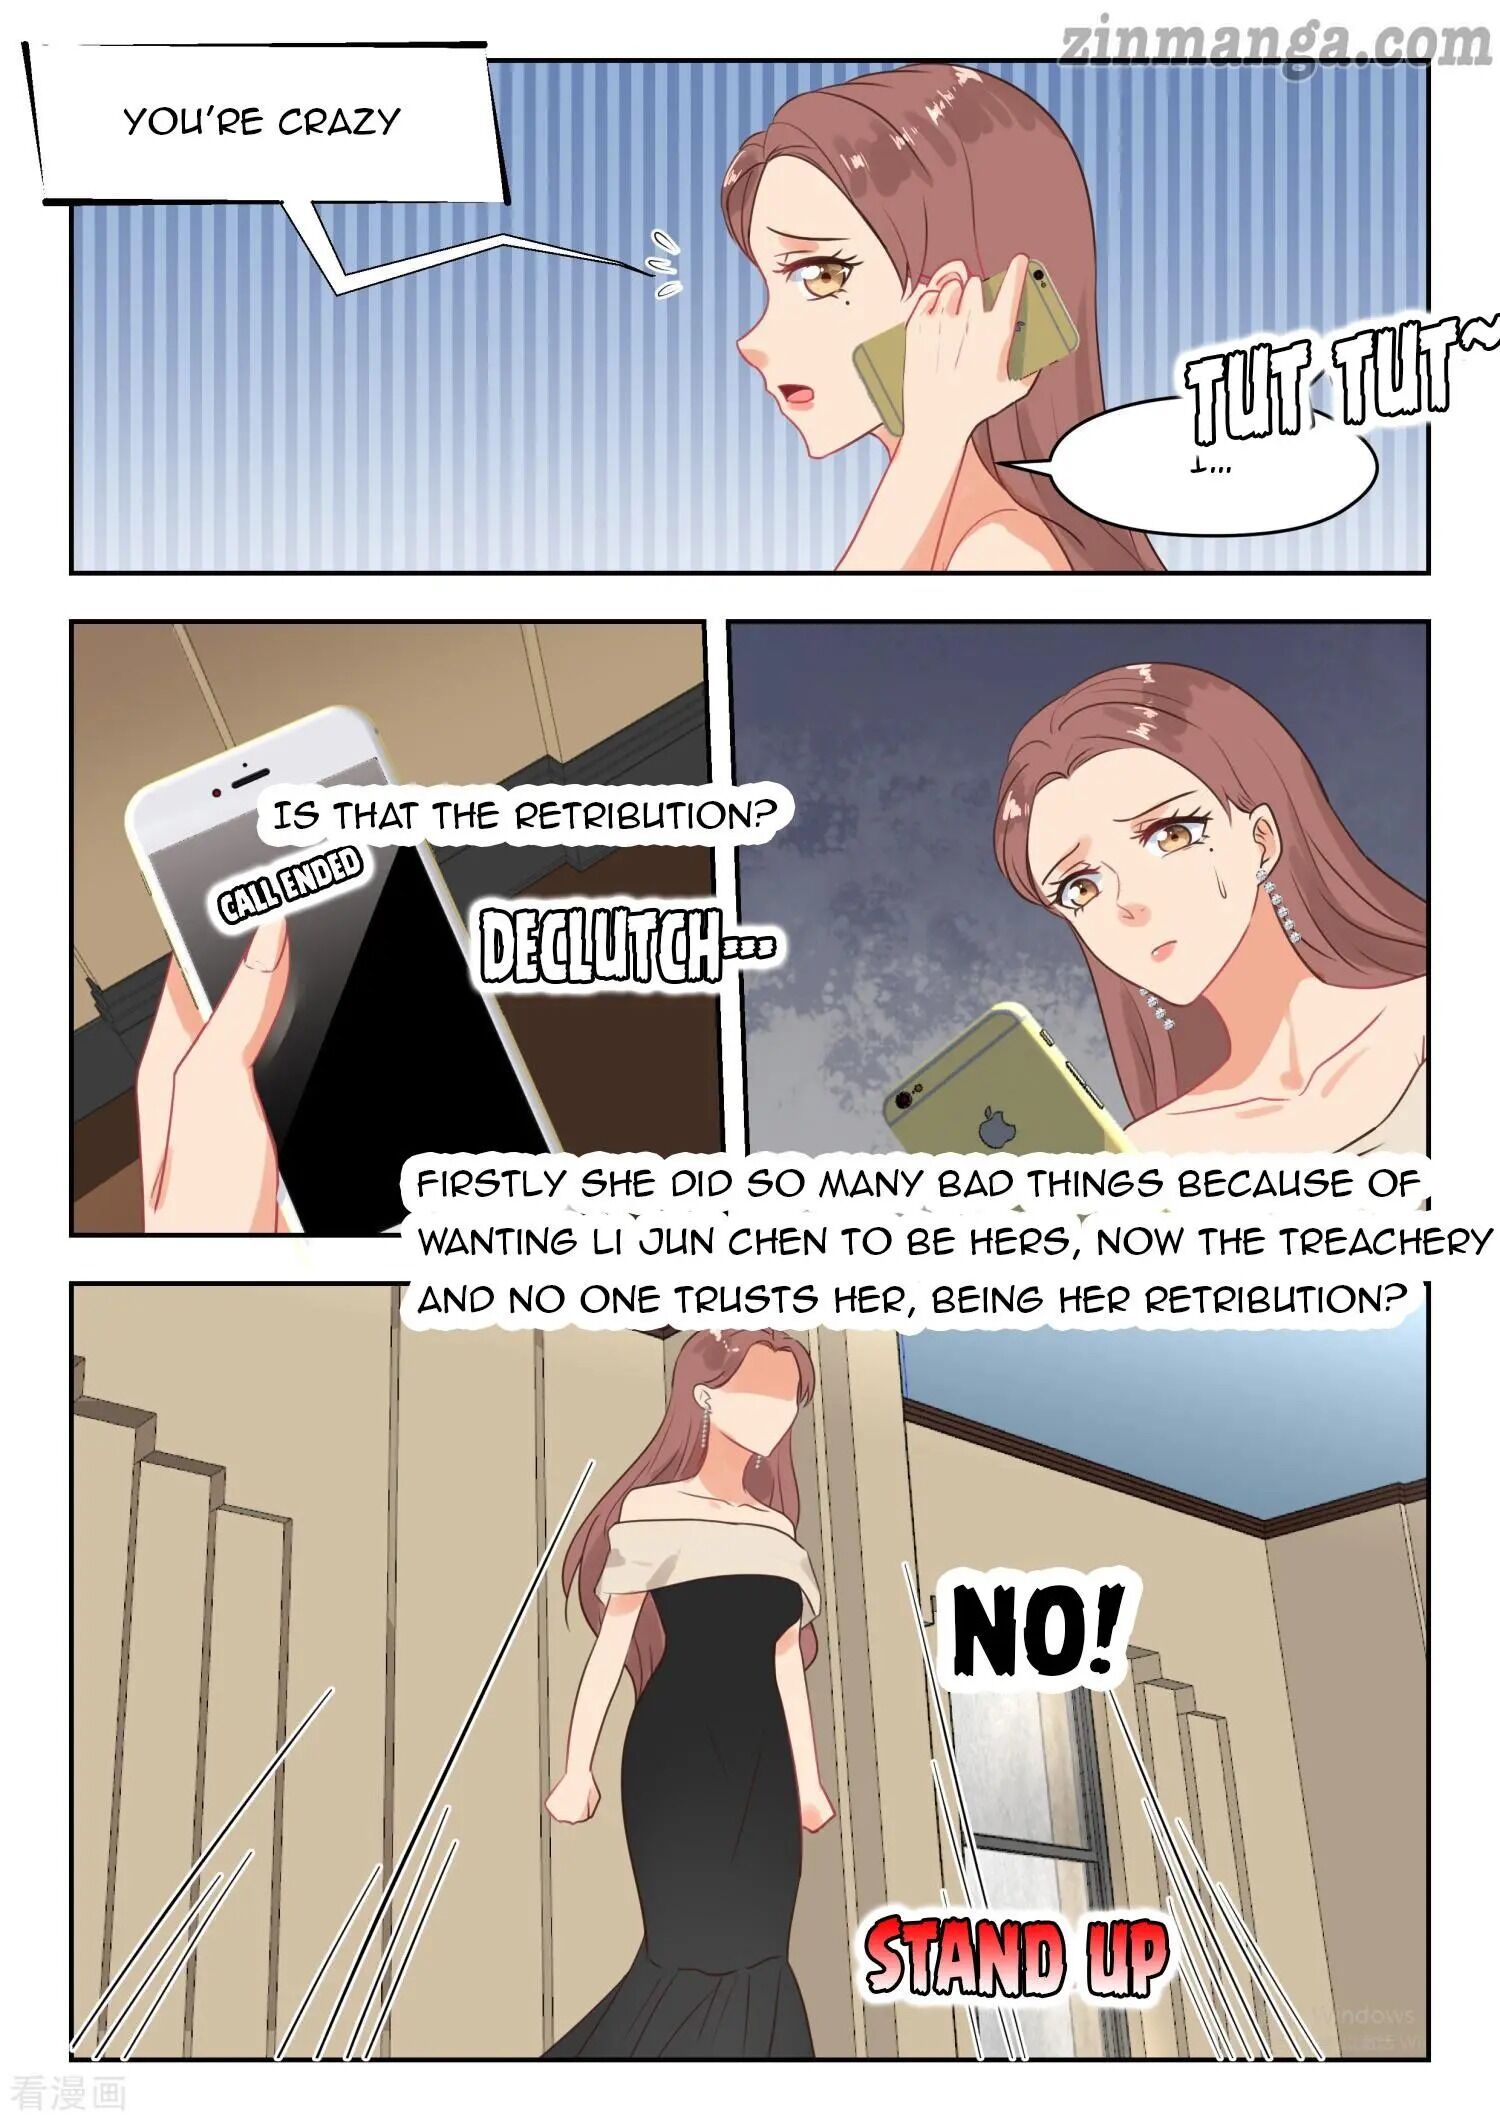 zinmanga.com
YOU'RE CRAZY
TUT TUT~
I...
IS THAT THE RETRIBUTION?
CALL ENDED
DECLUTCH...
FIRSTLY SHE DID SO MANY BAD THINGS BECAUSE OF
WANTING LI JUN CHEN TO BE HERS, NOW THE TREACHERY
AND NO ONE TRUSTS HER, BEING HER RETRIBUTION?
NO!
STAND UP
Windows
看漫画